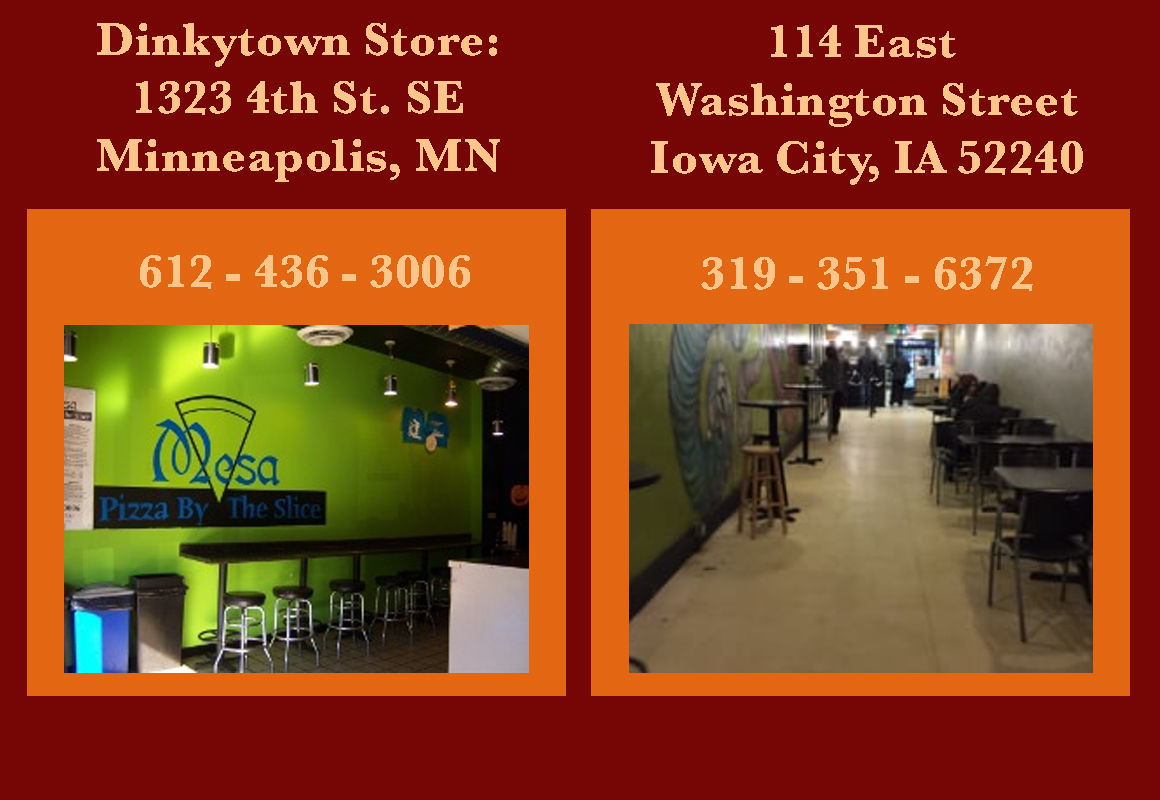 Dinkytown Store:
1323 4th St. SE
Minneapolis, MN
612 - 436 - 3006
Mesa
Pizza By The Slice
114 East
Washington Street
Iowa City, IA 52240
319 - 351 - 6372